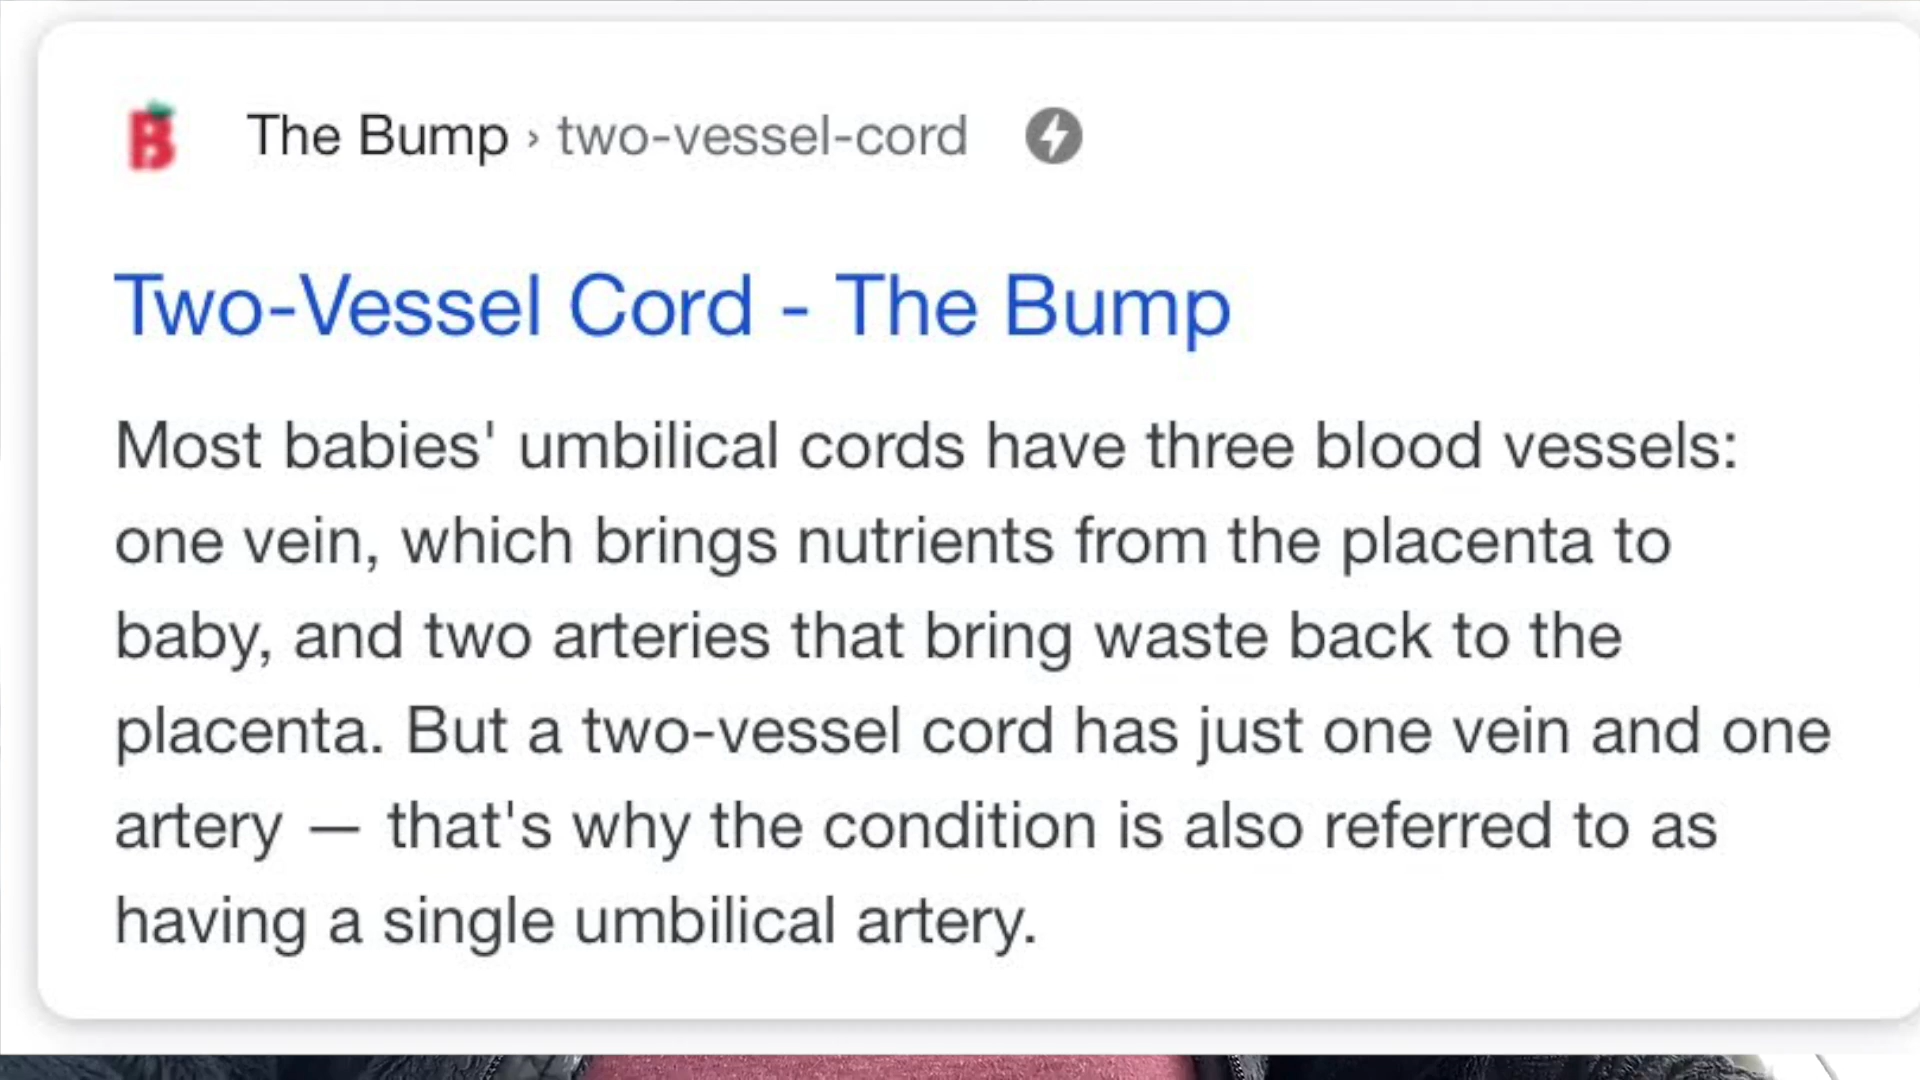 The Bump › two-vessel-cord
Two-Vessel Cord - The Bump
Most babies' umbilical cords have three blood vessels:
one vein, which brings nutrients from the placenta to
baby, and two arteries that bring waste back to the
placenta. But a two-vessel cord has just one vein and one
artery — that's why the condition is also referred to as
having a single umbilical artery.